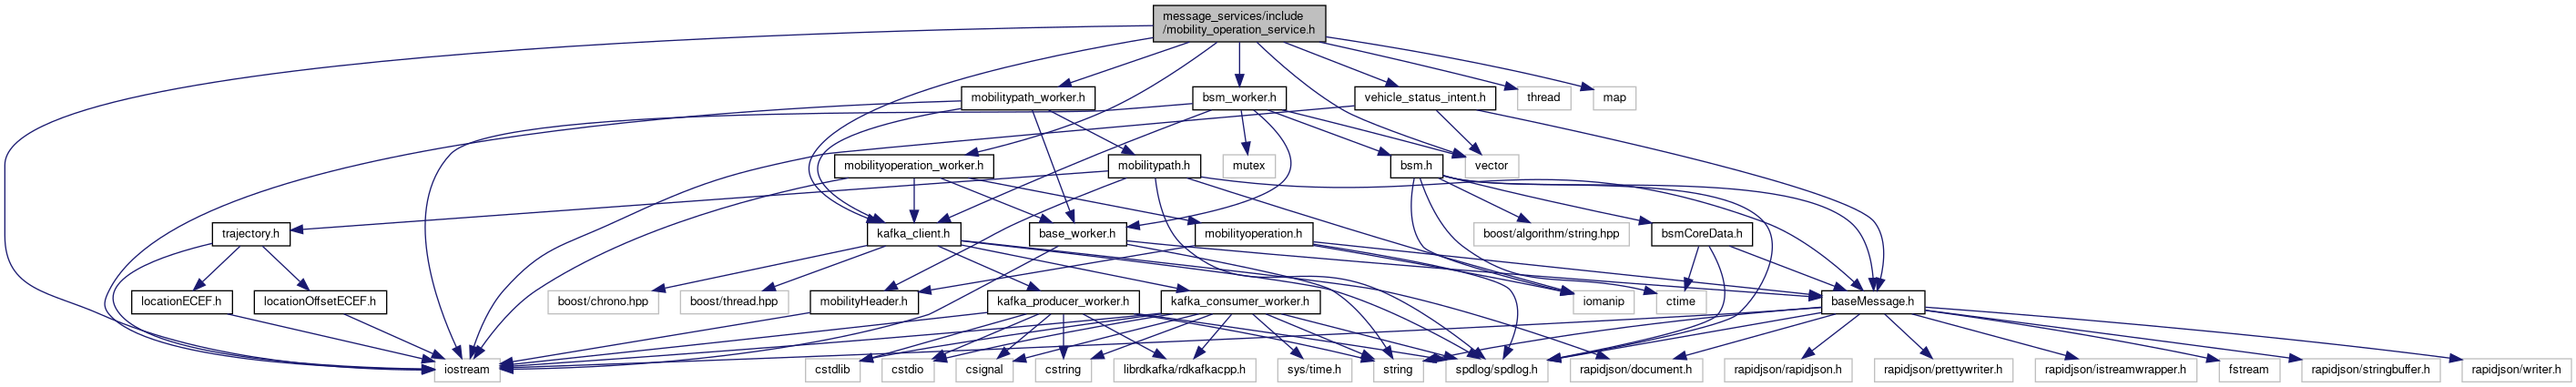 message_services/include
/mobility_operation_service.h
mobilitypath_worker.h
bsm_worker.h
vehicle_status_intent.h
thread
map
mobilityoperation_worker.h
mobilitypath.h
mutex
bsm.h
vector
trajectory.h
kafka_client.h
base_worker.h
mobilityoperation.h
boost/algorithm/string.hpp
bsmCoreData.h
locationECEF.h
locationOffsetECEF.h
boost/chrono.hpp
boost/thread.hpp
mobilityHeader.h
kafka_producer_worker.h
kafka_consumer_worker.h
iomanip
ctime
baseMessage.h
iostream
cstdlib
cstdio
csignal
cstring
librdkafka/rdkafkacpp.h
sys/time.h
string
spdlog/spdlog.h
rapidjson/document.h
rapidjson/rapidjson.h
rapidjson/prettywriter.h
rapidjson/istreamwrapper.h
fstream
rapidjson/stringbuffer.h
rapidjson/writer.h